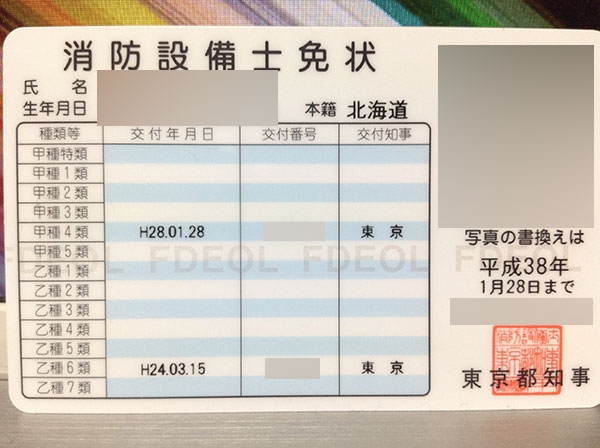 消防設備士免状
氏 名
生年月日
本籍 北海道
種類等 交付年月日 交付番号 交付知事
甲種特類
甲種1類
甲種2類
甲種3類
甲種4類 H28.01.28 東 京
甲種5類
FDEOL FDEOL FDEOL FDEOL
乙種1類
乙種2類
乙種3類
乙種4類
乙種5類
乙種6類 H24.03.15 東 京
乙種7類
写真の書換えは
平成38年
1月28日まで
東京都知事